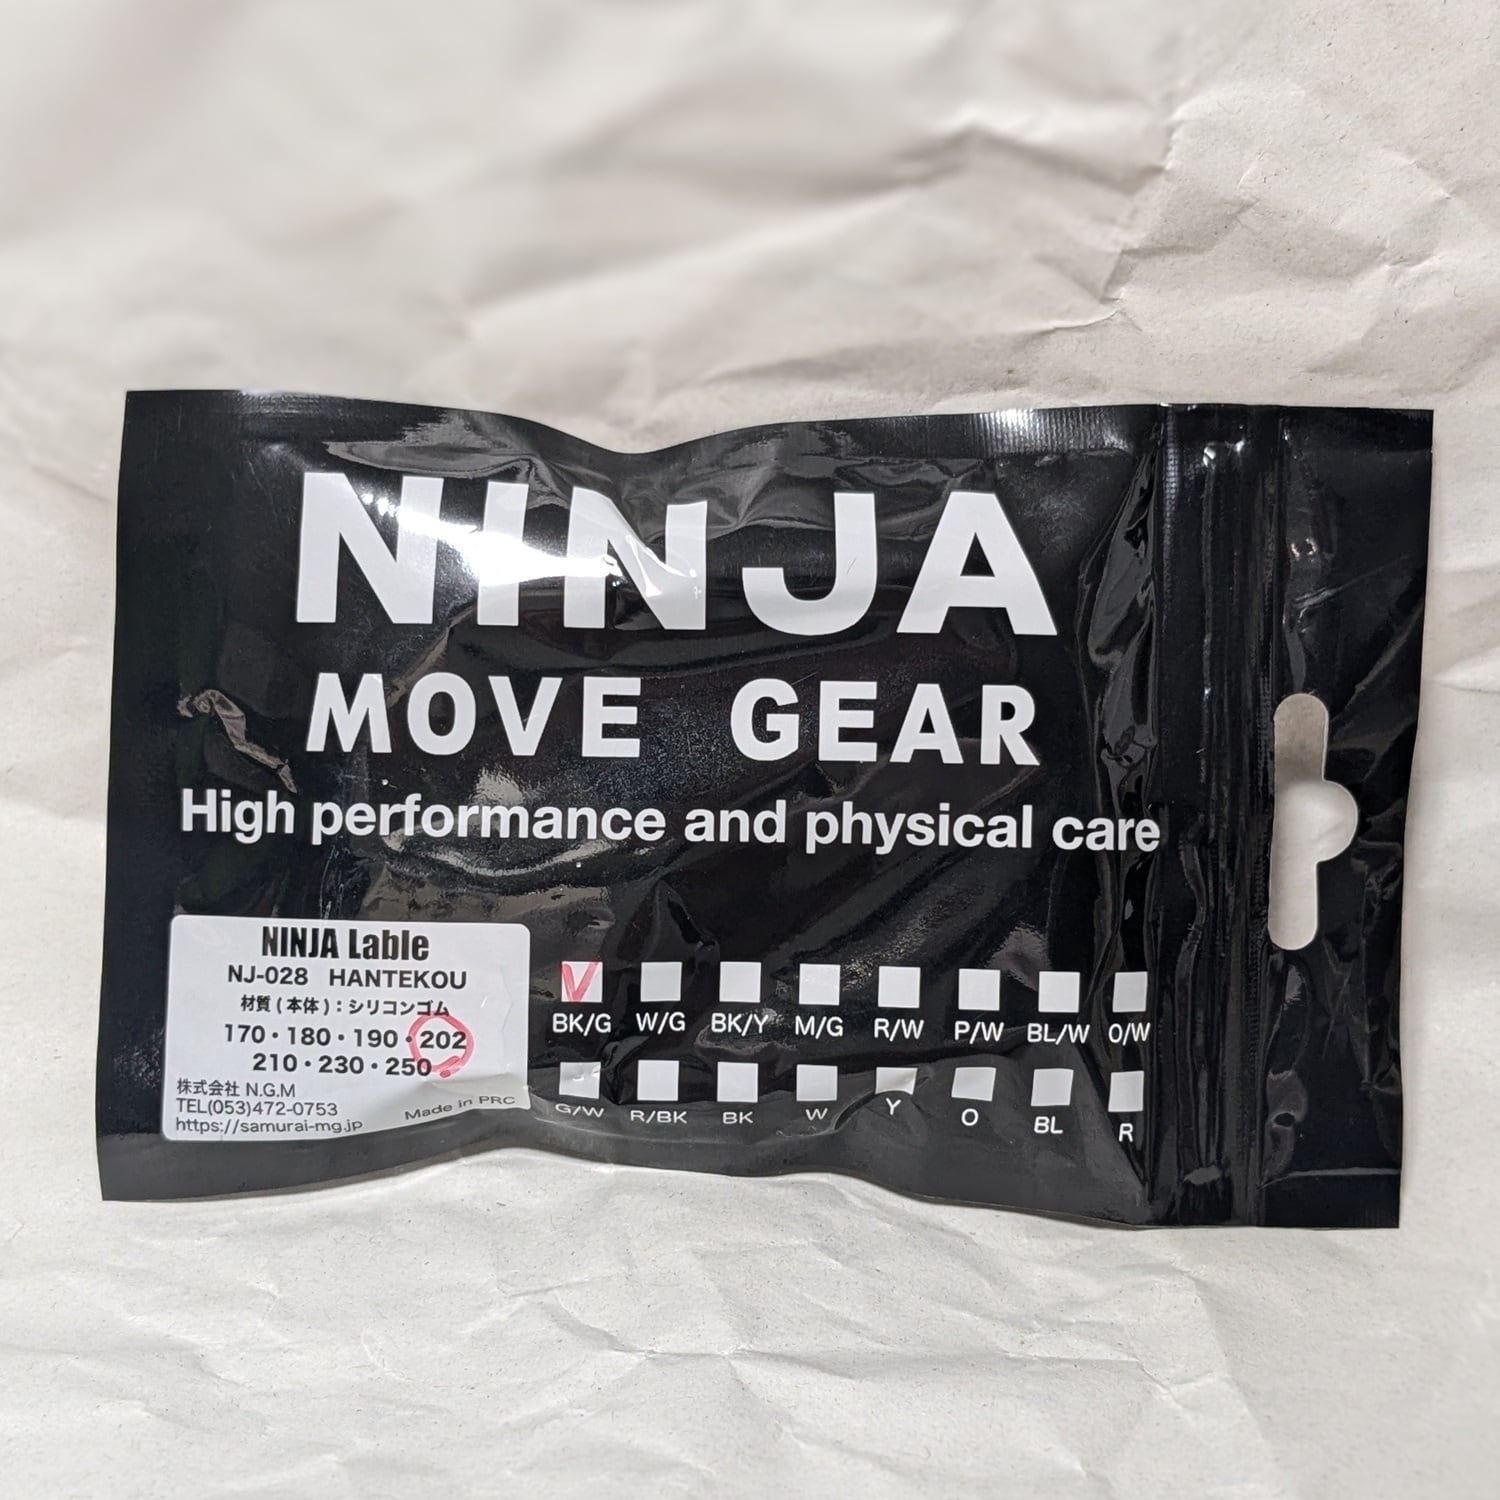 NINJA
MOVE GEAR
High performance and physical care
NINJA Lable
NJ-028 HANTEKOU
材質(本体):シリコンゴム
170・180・190・202
210・230・250
株式会社 N.G.M
TEL(053)472-0753
https://samurai-mg.jp
Made in PRC
BK/G W/G BK/Y M/G R/W P/W BL/W O/W
G/W R/BK BK W Y O BL R